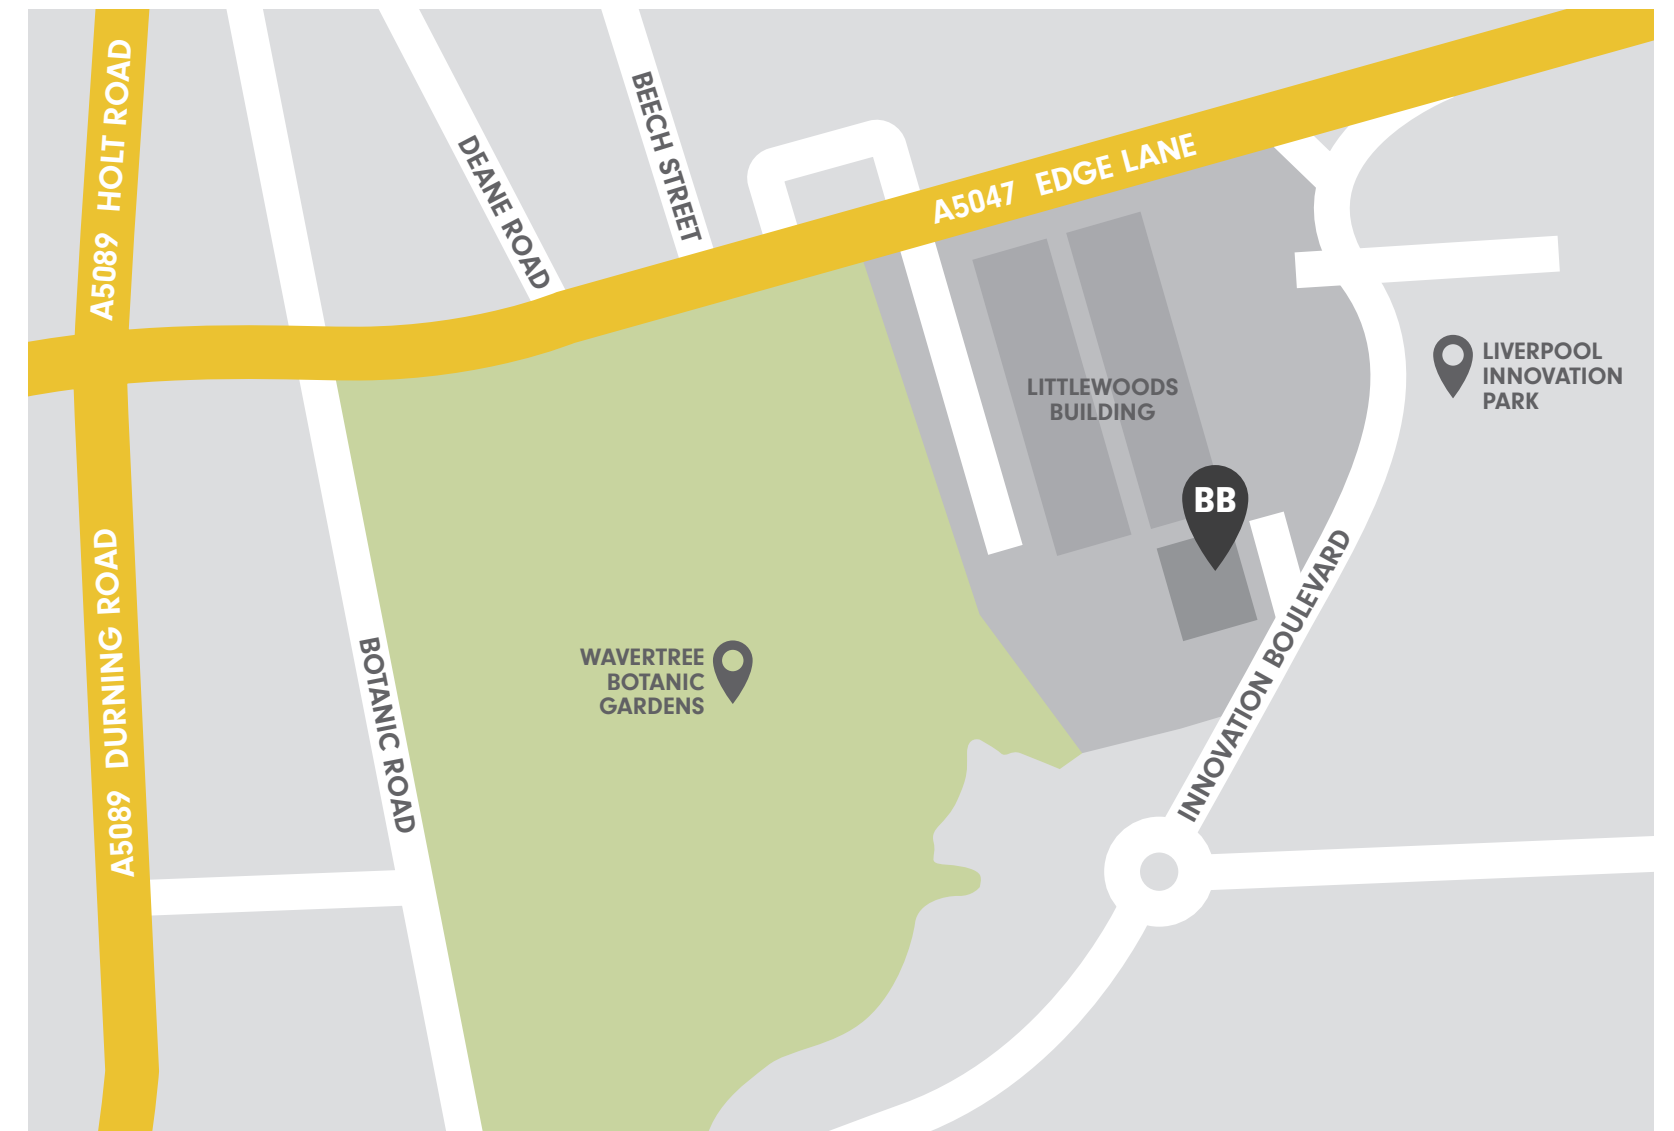 A5089 HOLT ROAD
DEANE ROAD
BEECH STREET
A5047 EDGE LANE
LITTLEWOODS
BUILDING
LIVERPOOL
INNOVATION
PARK
BB
A5089 DURNING ROAD
BOTANIC ROAD
WAVERTREE
BOTANIC
GARDENS
INNOVATION BOULEVARD